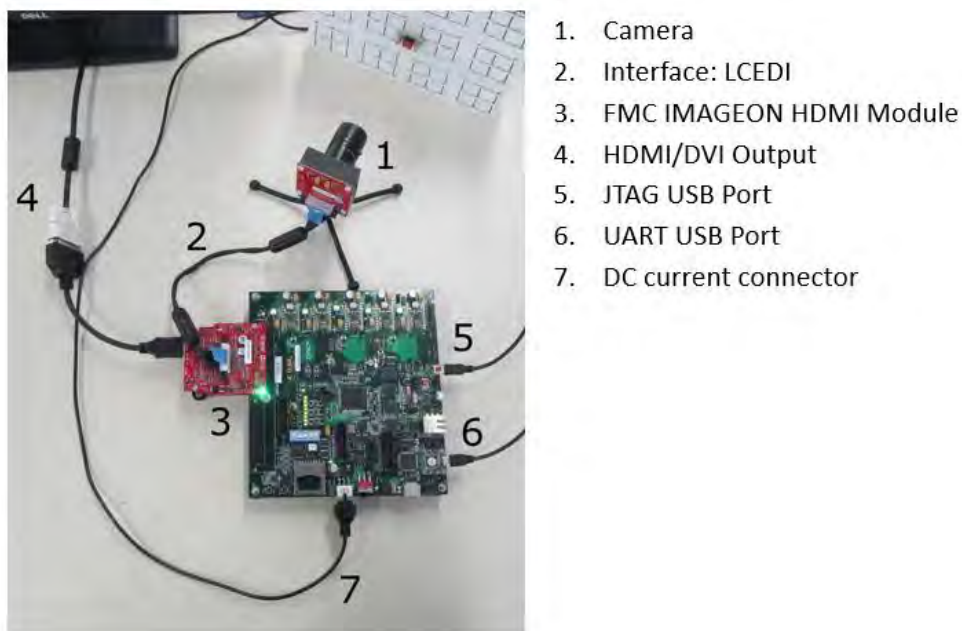 DELL
1
2
3
4
5
6
7
1. Camera
2. Interface: LCEDI
3. FMC IMAGEON HDMI Module
4. HDMI/DVI Output
5. JTAG USB Port
6. UART USB Port
7. DC current connector